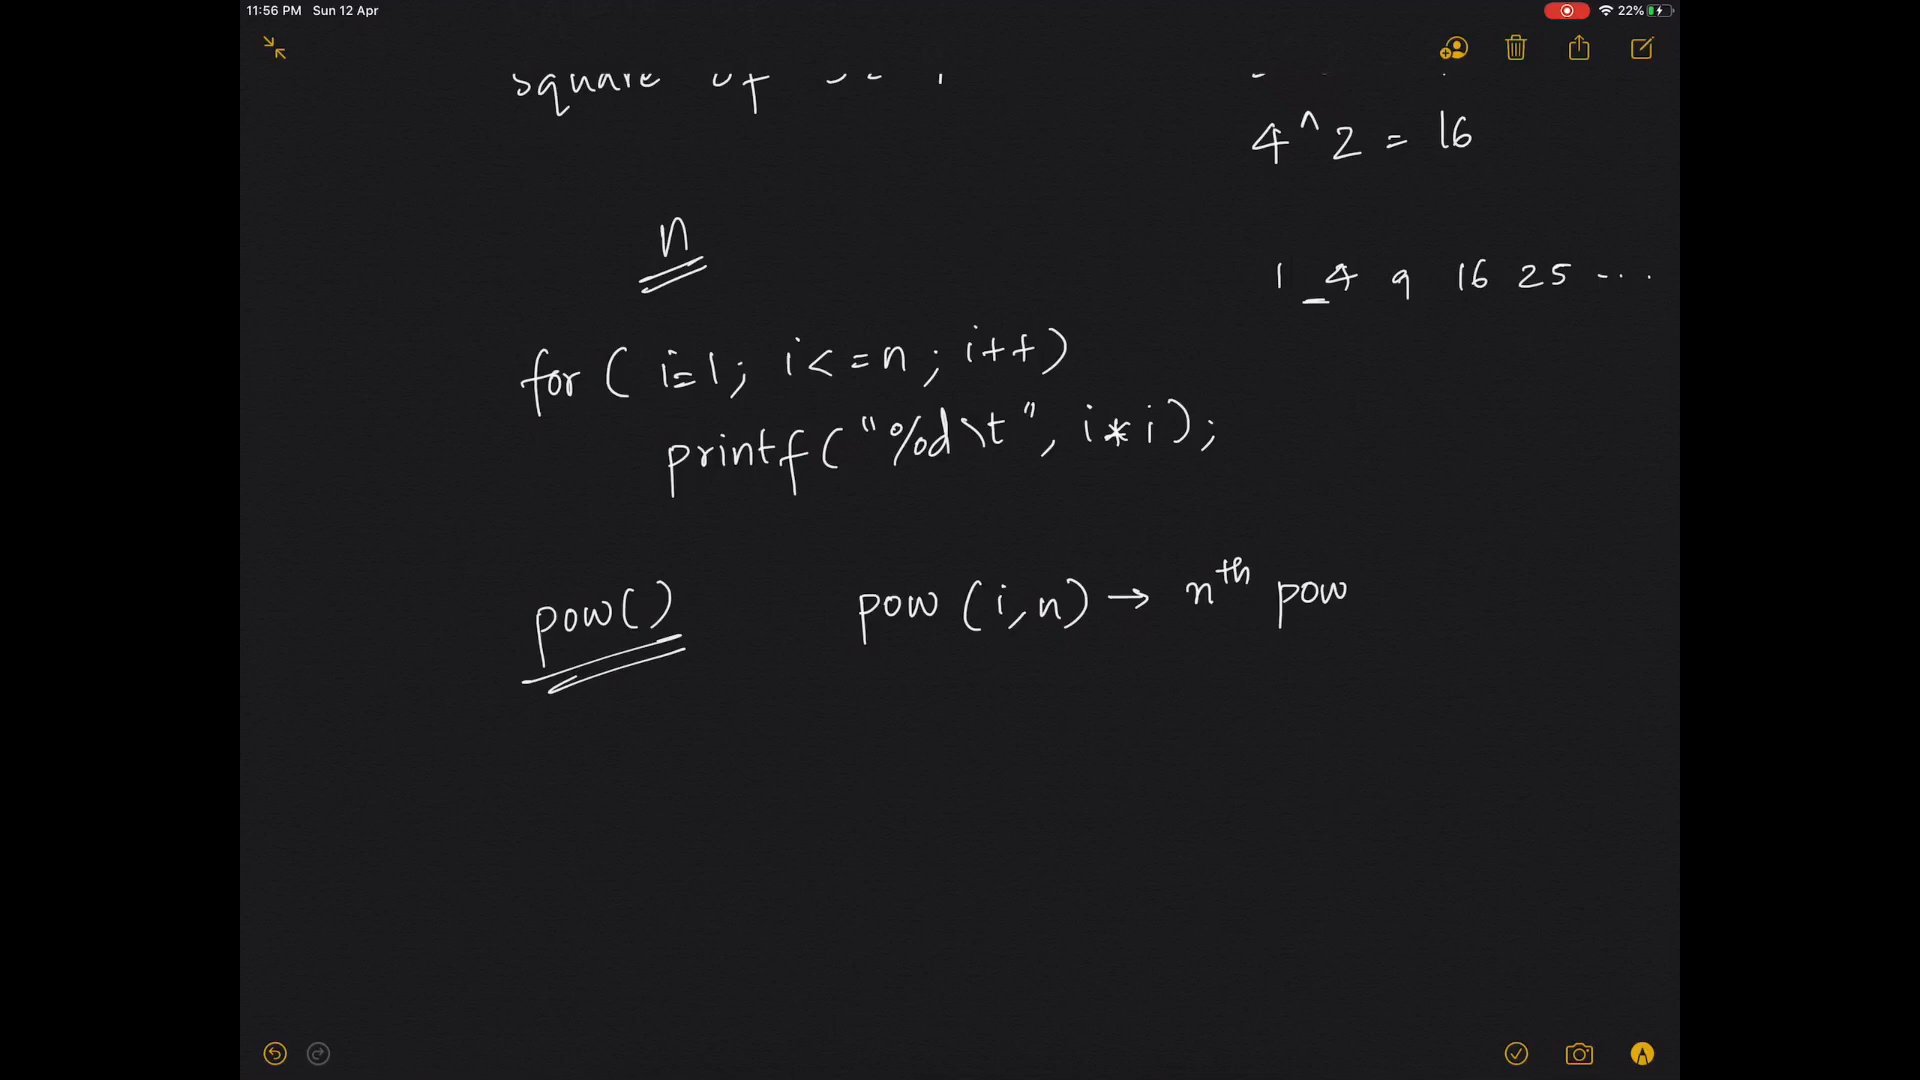 11:56 PM Sun 12 Apr
22%
square of
4^2 = 16
n
1 4 9 16 25 ...
for ( i=1; i<=n ; i++)
printf("%d\t", i*i);
pow() pow (i,n) → nth pow